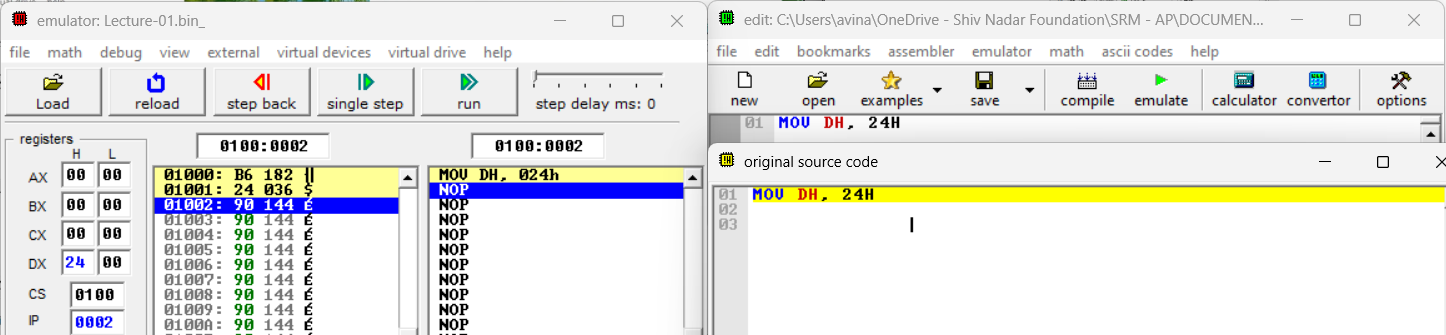 emulator: Lecture-01.bin_
file math debug view external virtual devices virtual drive help
Load reload step back single step run step delay ms: 0
registers
H L
AX 00 00
BX 00 00
CX 00 00
DX 24 00
CS 0100
IP 0002
0100:0002
01000: B6 182 ╢
01001: 24 036 $
01002: 90 144 É
01003: 90 144 É
01004: 90 144 É
01005: 90 144 É
01006: 90 144 É
01007: 90 144 É
01008: 90 144 É
01009: 90 144 É
0100A: 90 144 É
0100:0002
MOV DH, 024h
NOP
NOP
NOP
NOP
NOP
NOP
NOP
NOP
NOP
NOP
edit: C:\Users\avina\OneDrive - Shiv Nadar Foundation\SRM - AP\DOCUMEN...
file edit bookmarks assembler emulator math ascii codes help
new open examples save compile emulate calculator convertor options
01 MOV DH, 24H
original source code
01 MOV DH, 24H
02
03